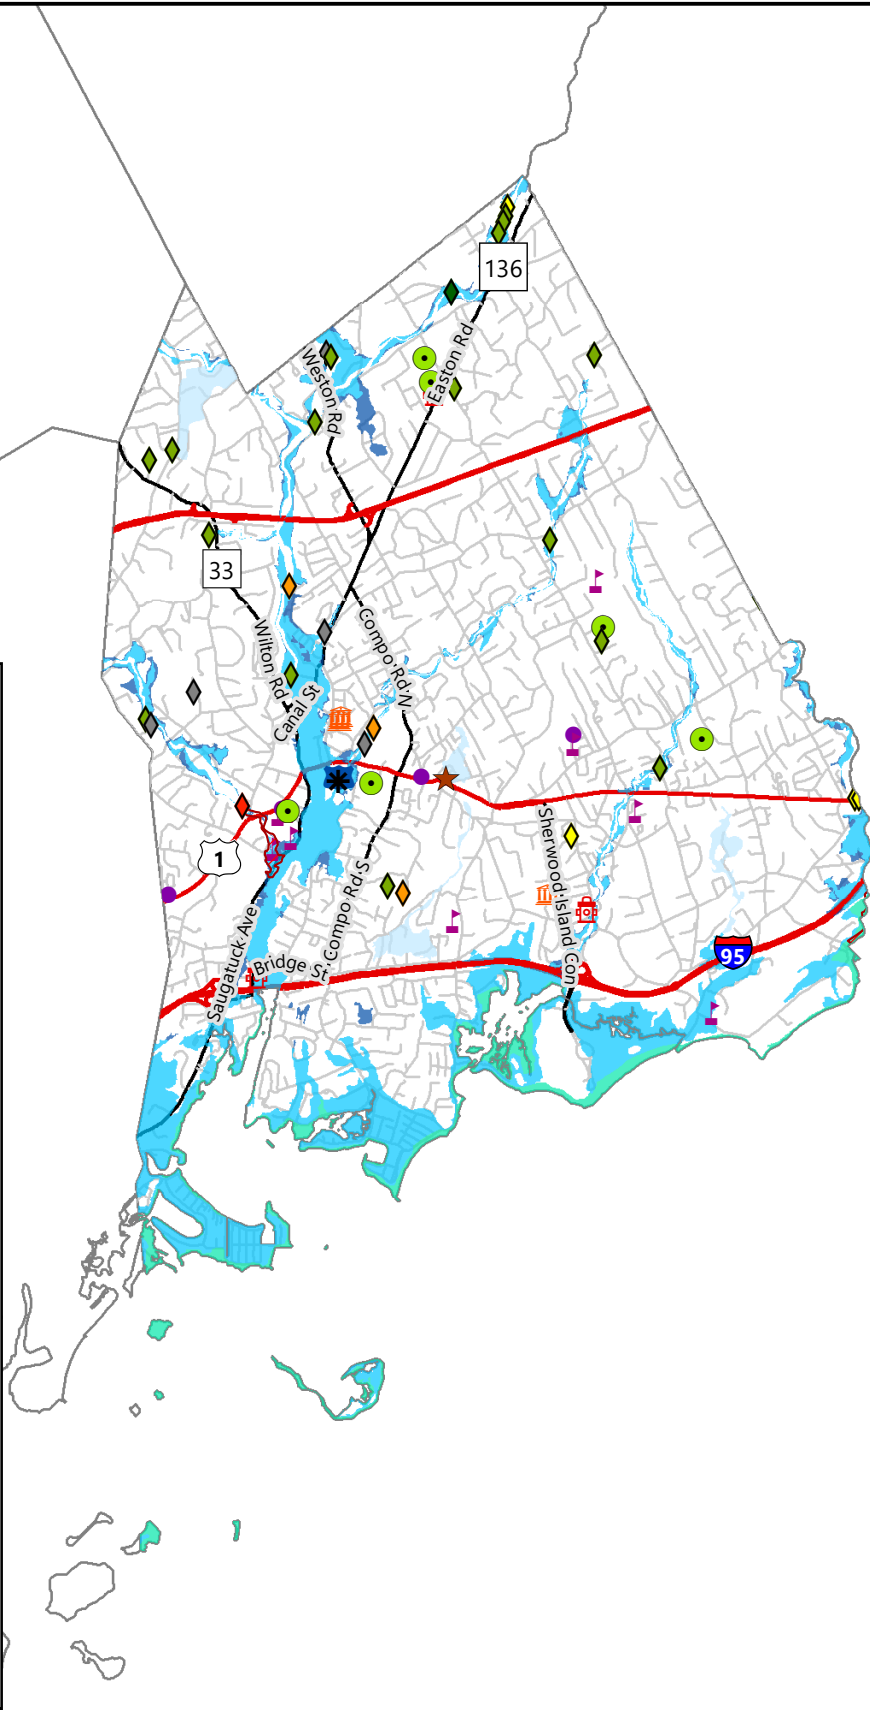 136
Weston Rd
Easton Rd
33
Wilton Rd
Compo Rd N
Canal St
1
Sherwood Island Con
Compo Rd S
Saugatuck Ave
Bridge St
95